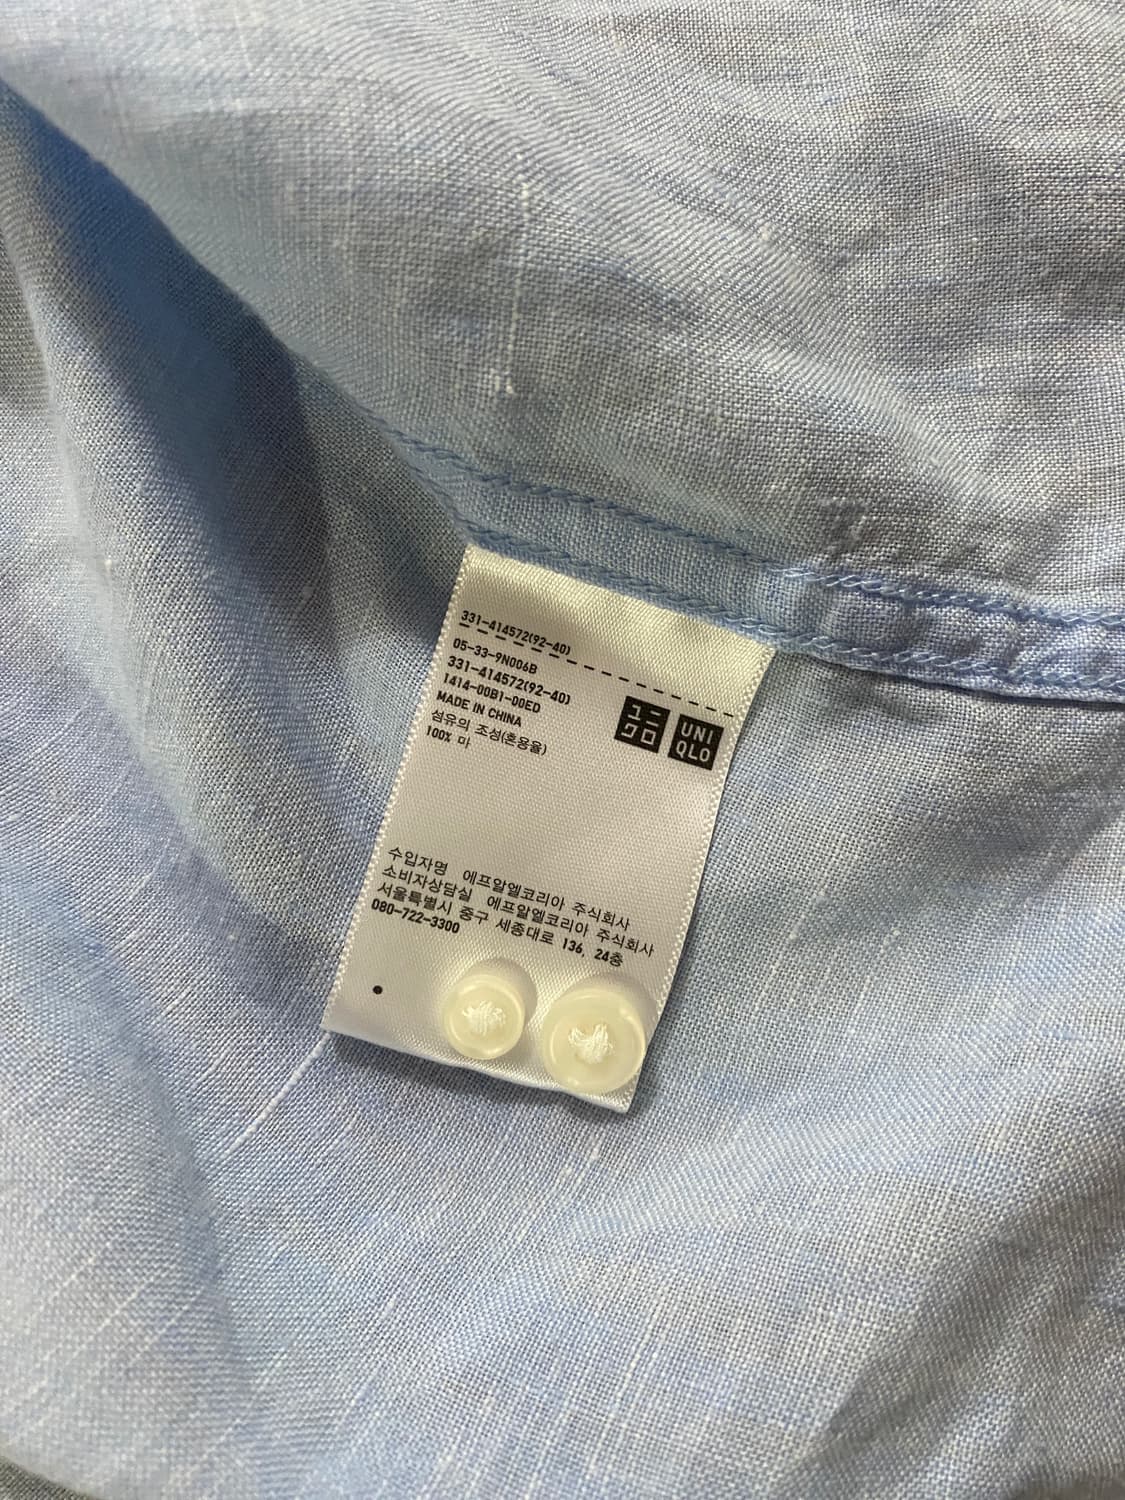 331-414572(92-40)
05-33-9N006B
331-414572(92-40)
1414-00B1-00ED
MADE IN CHINA
섬유의 조성(혼용율)
100% 마
ユニ
クロ
UNI
QLO
수입자명 에프알엘코리아 주식회사
소비자상담실 에프알엘코리아 주식회사
서울특별시 중구 세종대로 136, 24층
080-722-3300